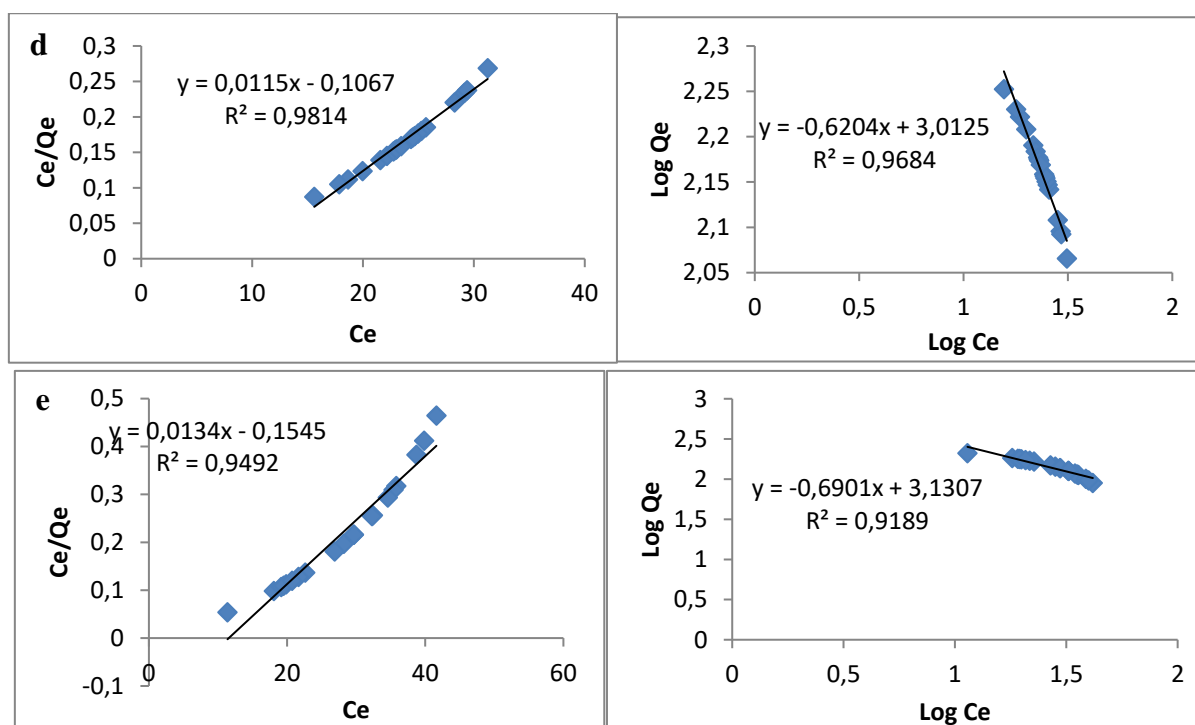 d
0,3
0,25
0,2
0,15
0,1
0,05
0
0
10
20
30
40
y = 0,0115x - 0,1067
R² = 0,9814
Ce/Qe
Ce
2,3
2,25
2,2
2,15
2,1
2,05
0
0,5
1
1,5
2
y = -0,6204x + 3,0125
R² = 0,9684
Log Qe
Log Ce
e
0,5
0,4
0,3
0,2
0,1
0
-0,1
0
20
40
60
y = 0,0134x - 0,1545
R² = 0,9492
Ce/Qe
Ce
3
2,5
2
1,5
1
0,5
0
0
0,5
1
1,5
2
y = -0,6901x + 3,1307
R² = 0,9189
Log Qe
Log Ce